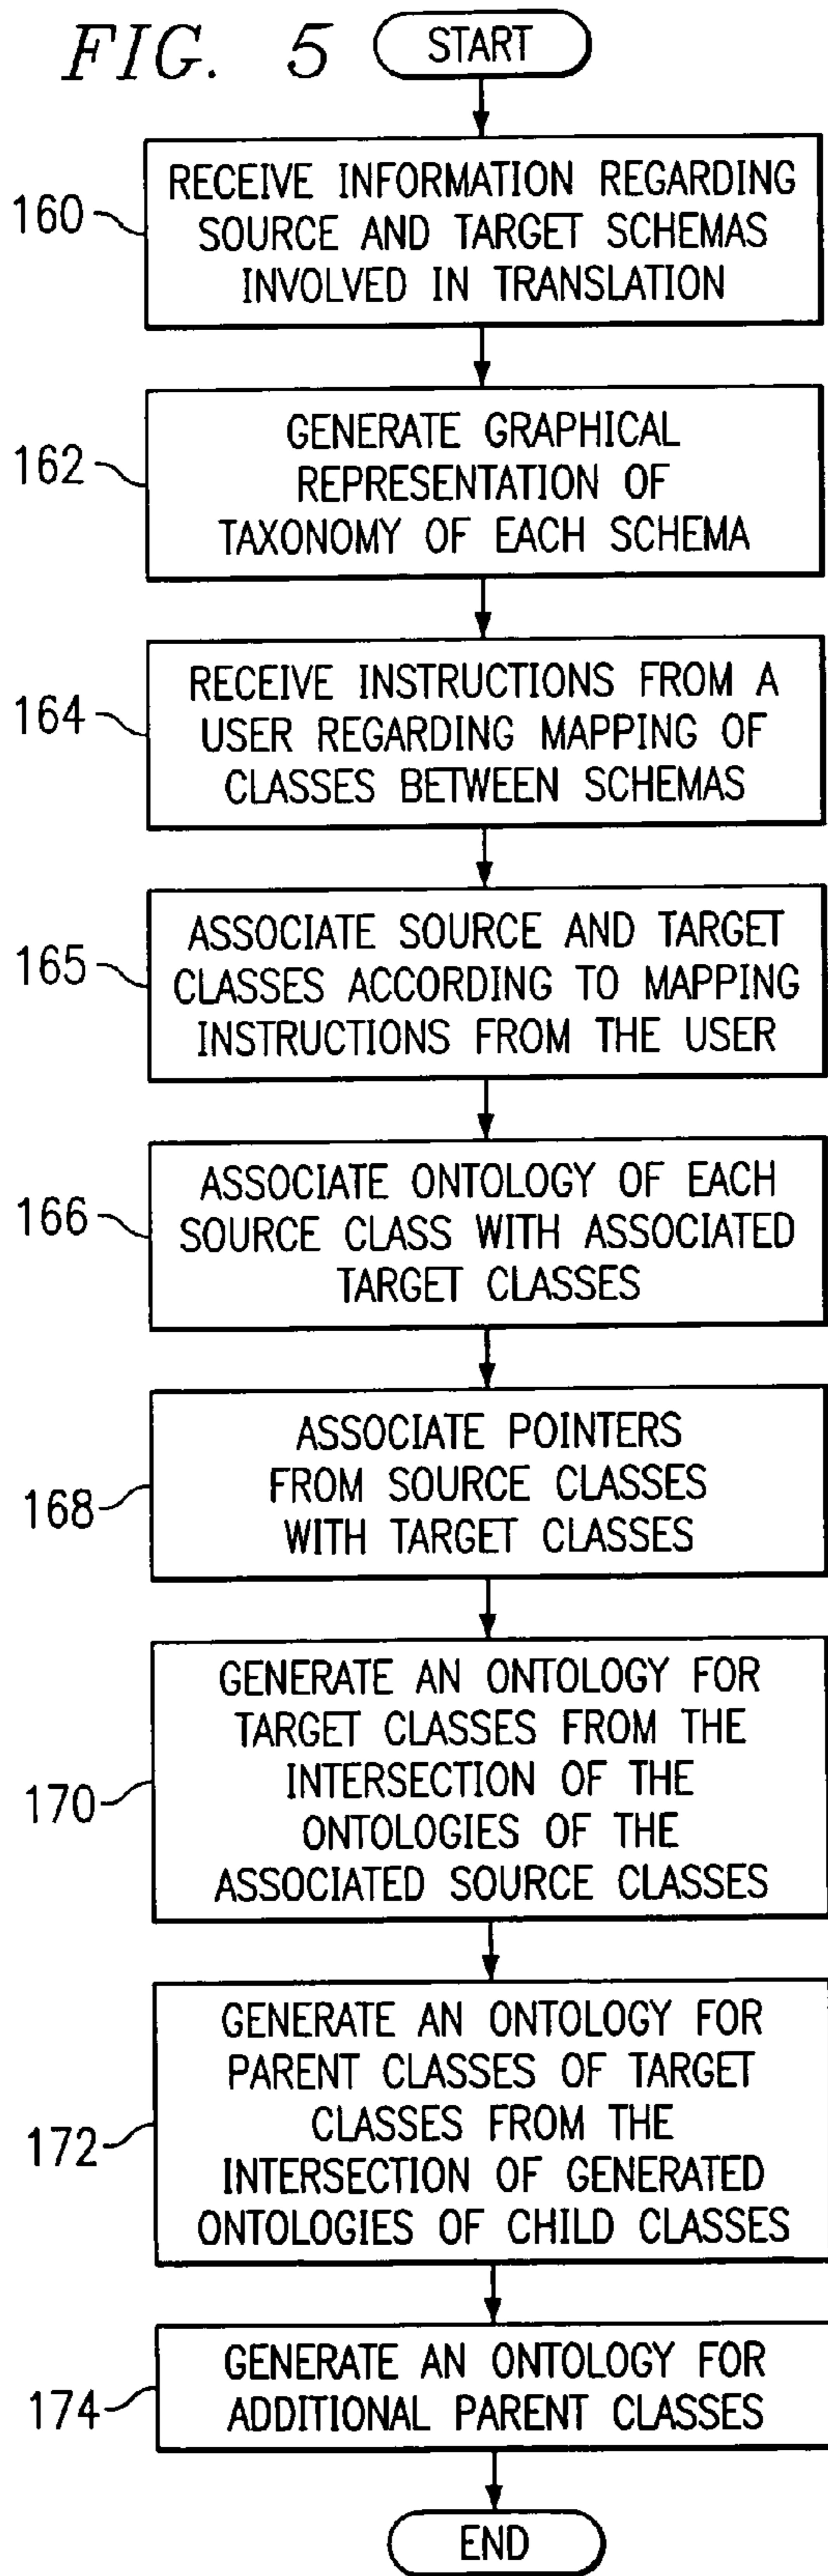 FIG. 5
START
160
RECEIVE INFORMATION REGARDING
SOURCE AND TARGET SCHEMAS
INVOLVED IN TRANSLATION
162
GENERATE GRAPHICAL
REPRESENTATION OF
TAXONOMY OF EACH SCHEMA
164
RECEIVE INSTRUCTIONS FROM A
USER REGARDING MAPPING OF
CLASSES BETWEEN SCHEMAS
165
ASSOCIATE SOURCE AND TARGET
CLASSES ACCORDING TO MAPPING
INSTRUCTIONS FROM THE USER
166
ASSOCIATE ONTOLOGY OF EACH
SOURCE CLASS WITH ASSOCIATED
TARGET CLASSES
168
ASSOCIATE POINTERS
FROM SOURCE CLASSES
WITH TARGET CLASSES
170
GENERATE AN ONTOLOGY FOR
TARGET CLASSES FROM THE
INTERSECTION OF THE
ONTOLOGIES OF THE
ASSOCIATED SOURCE CLASSES
172
GENERATE AN ONTOLOGY FOR
PARENT CLASSES OF TARGET
CLASSES FROM THE
INTERSECTION OF GENERATED
ONTOLOGIES OF CHILD CLASSES
174
GENERATE AN ONTOLOGY FOR
ADDITIONAL PARENT CLASSES
END